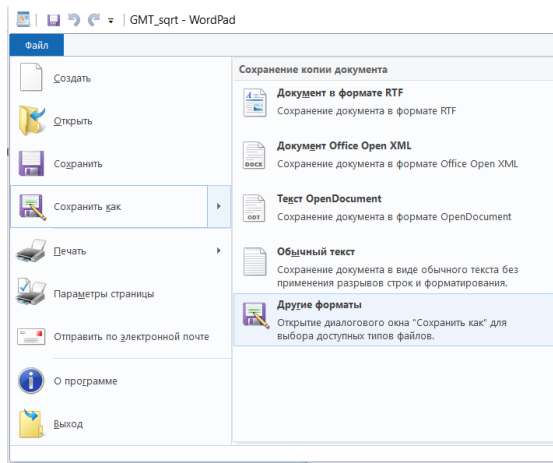 GMT_sqrt - WordPad
Файл
Создать
Открыть
Сохранить
Сохранить как
Печать
Параметры страницы
Отправить по электронной почте
О программе
Выход
Сохранение копии документа
Документ в формате RTF
Сохранение документа в формате RTF
DOCX
Документ Office Open XML
Сохранение документа в формате Office Open XML
ODT
Текст OpenDocument
Сохранение документа в формате OpenDocument
Обычный текст
Сохранение документа в виде обычного текста без
применения разрывов строк и форматирования.
Другие форматы
Открытие диалогового окна "Сохранить как" для
выбора доступных типов файлов.